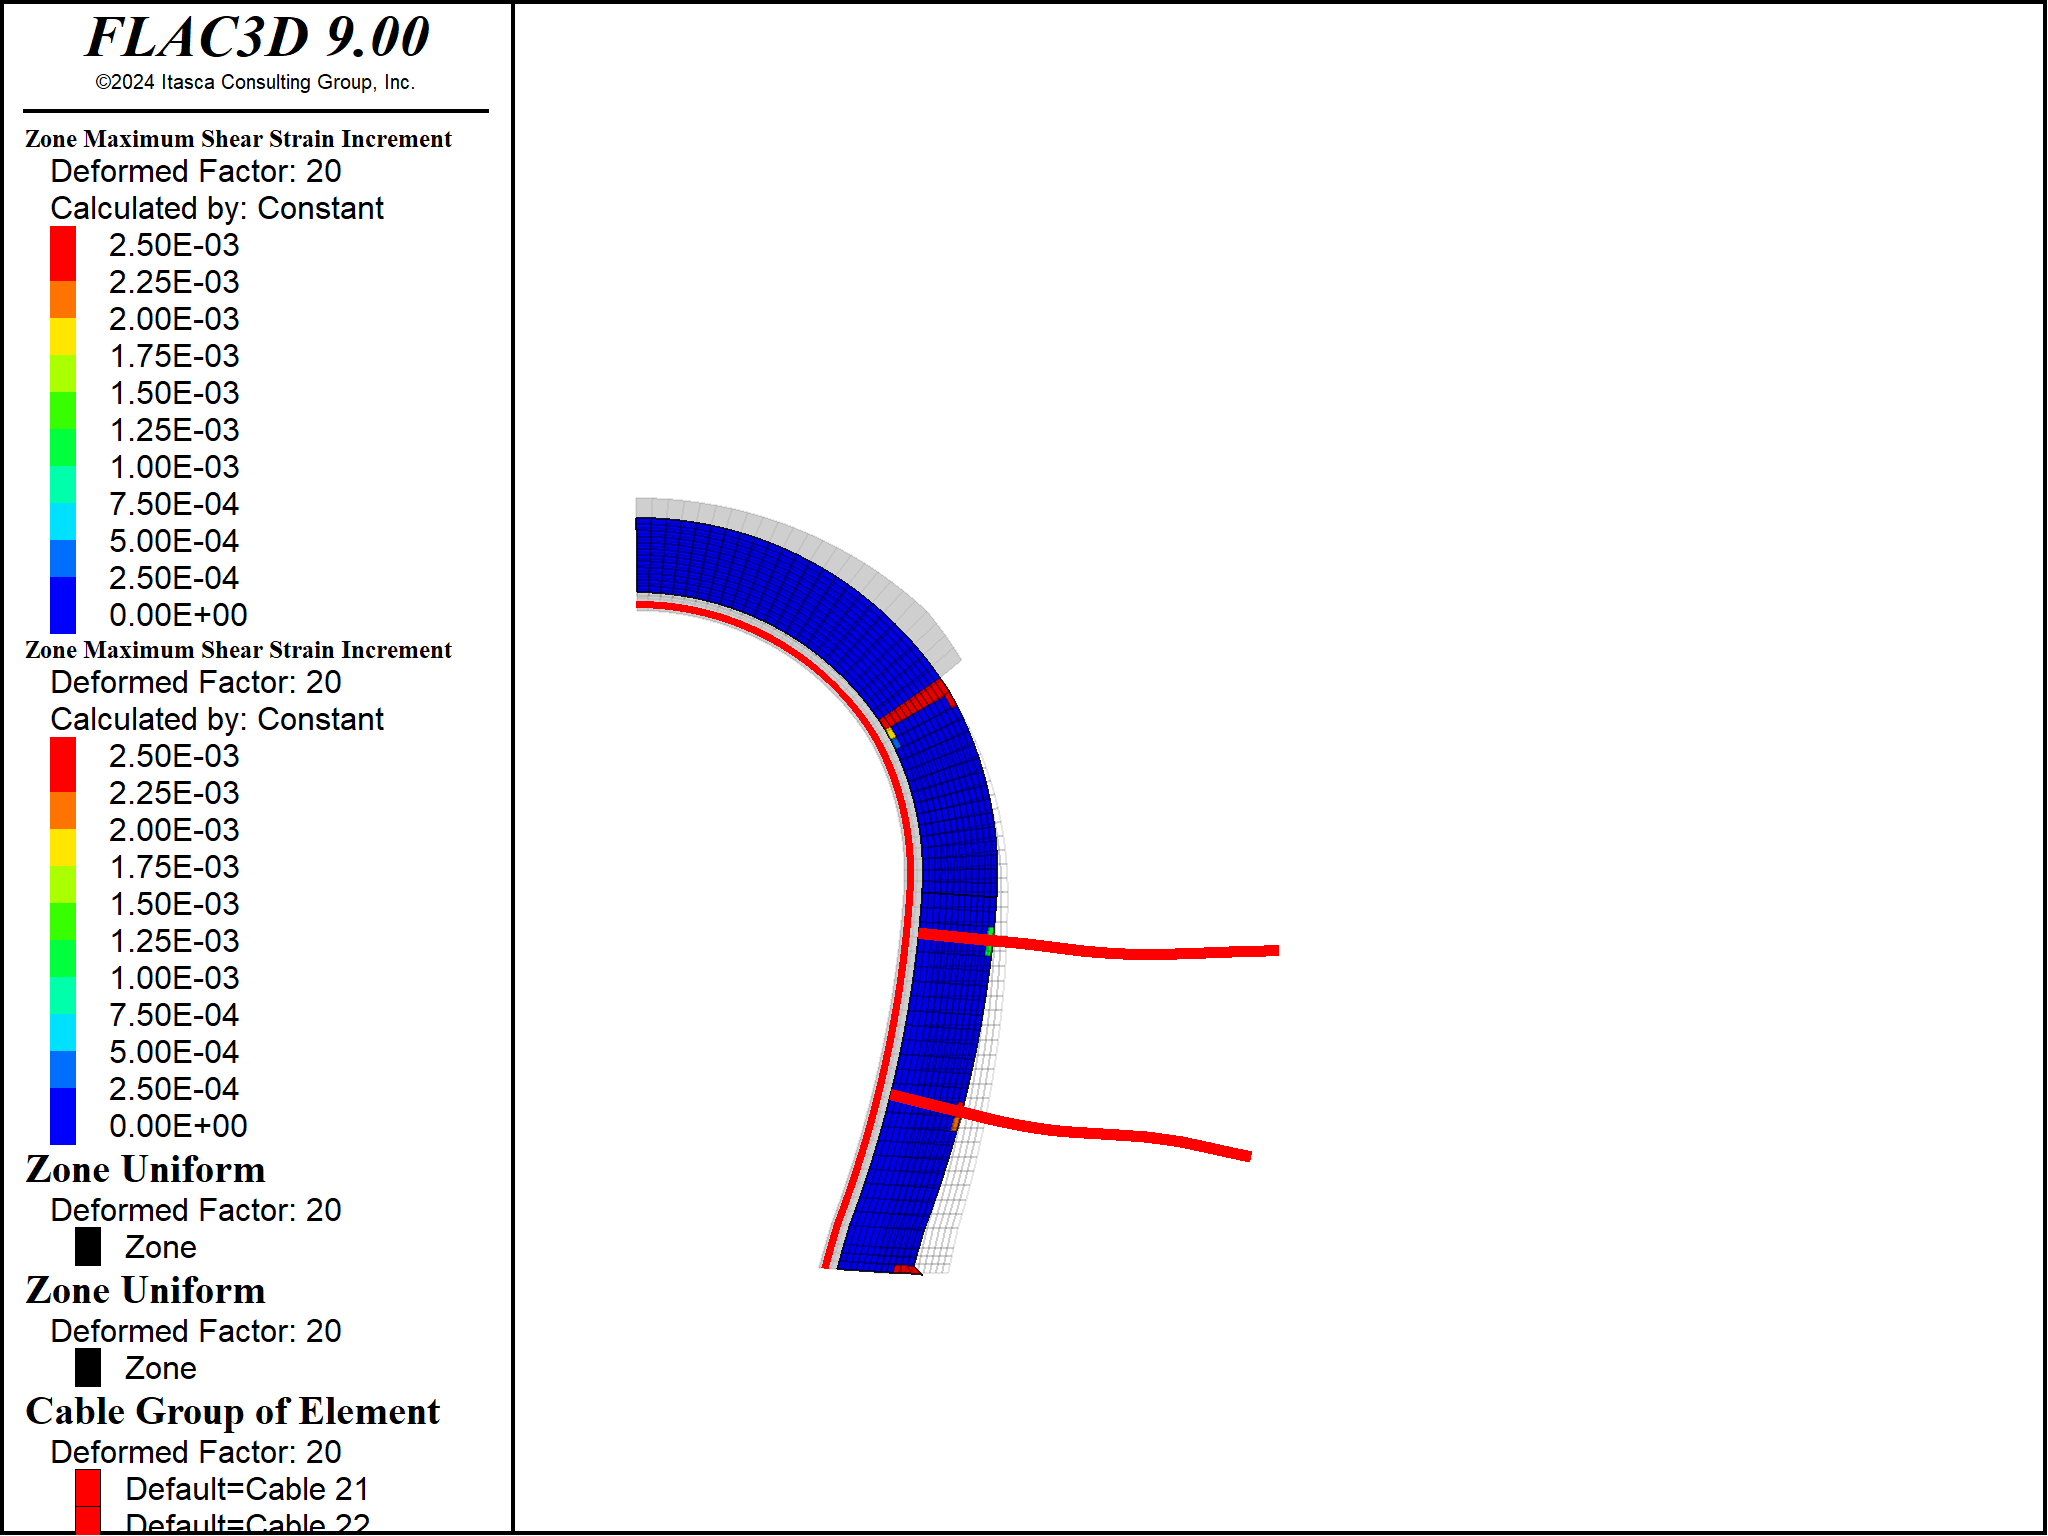 FLAC3D 9.00
©2024 Itasca Consulting Group, Inc.
Zone Maximum Shear Strain Increment
Deformed Factor: 20
Calculated by: Constant
2.50E-03
2.25E-03
2.00E-03
1.75E-03
1.50E-03
1.25E-03
1.00E-03
7.50E-04
5.00E-04
2.50E-04
0.00E+00
Zone Maximum Shear Strain Increment
Deformed Factor: 20
Calculated by: Constant
2.50E-03
2.25E-03
2.00E-03
1.75E-03
1.50E-03
1.25E-03
1.00E-03
7.50E-04
5.00E-04
2.50E-04
0.00E+00
Zone Uniform
Deformed Factor: 20
Zone
Zone Uniform
Deformed Factor: 20
Zone
Cable Group of Element
Deformed Factor: 20
Default=Cable 21
Default=Cable 22